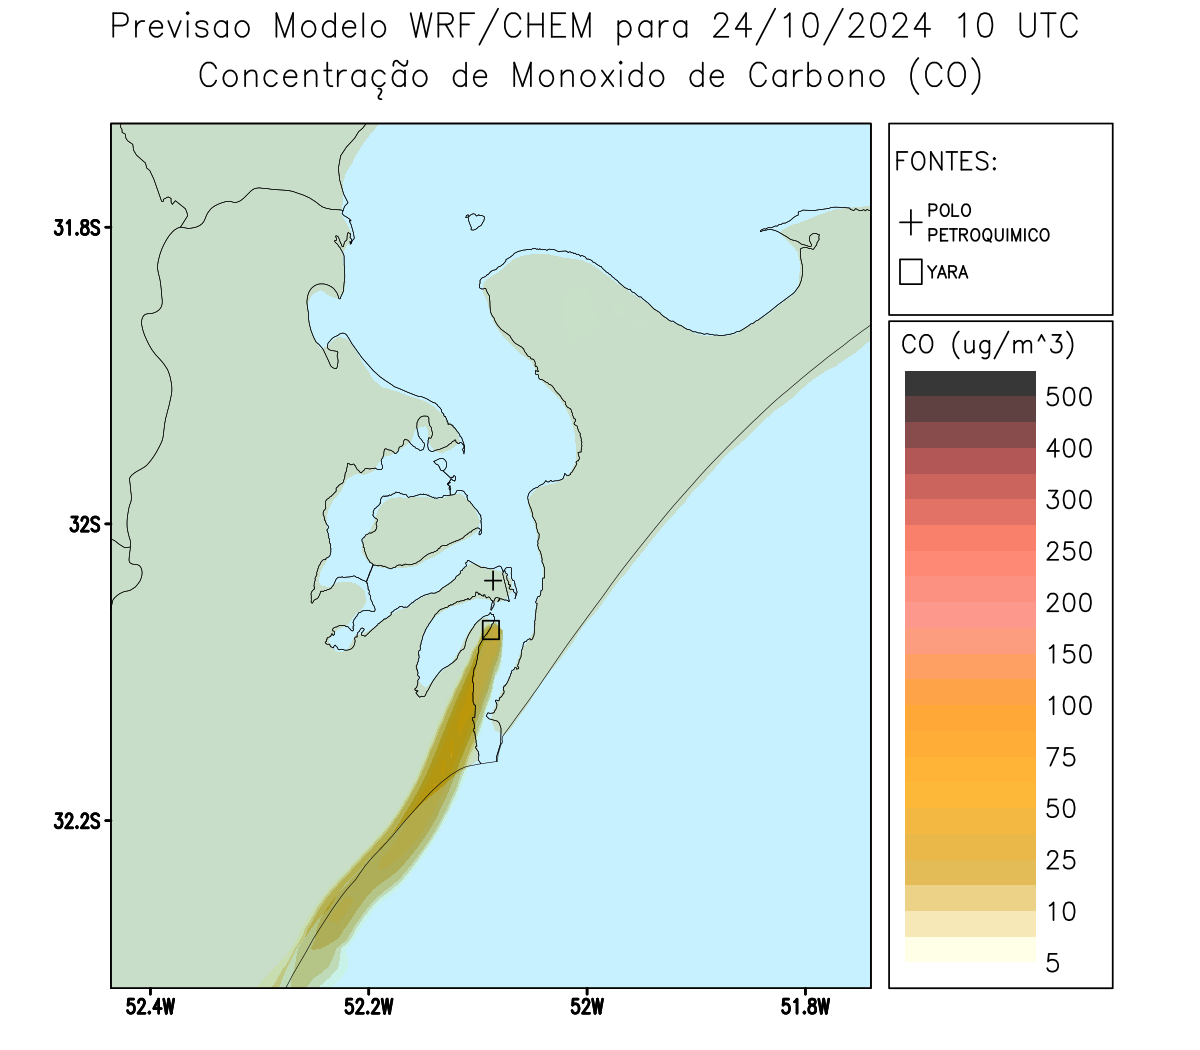 Previsao Modelo WRF/CHEM para 24/10/2024 10 UTC
Concentração de Monoxido de Carbono (CO)
FONTES:
POLO
PETROQUIMICO
YARA
CO (ug/m^3)
500
400
300
250
200
150
100
75
50
25
10
5
31.8S
32S
32.2S
52.4W
52.2W
52W
51.8W